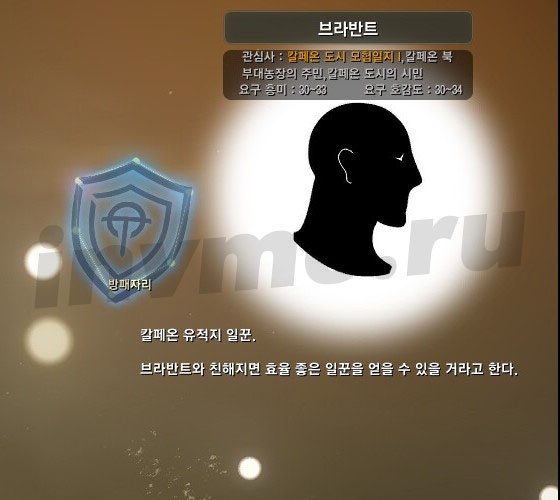 브라반트
관심사 : 칼페온 도시 모험일지 I,칼페온 북
부대농장의 주민,칼페온 도시의 시민
요구 흥미 : 30~33 요구 호감도 : 30~34
방패자리
칼페온 유적지 일꾼.
브라반트와 친해지면 효율 좋은 일꾼을 얻을 수 있을 거라고 한다.